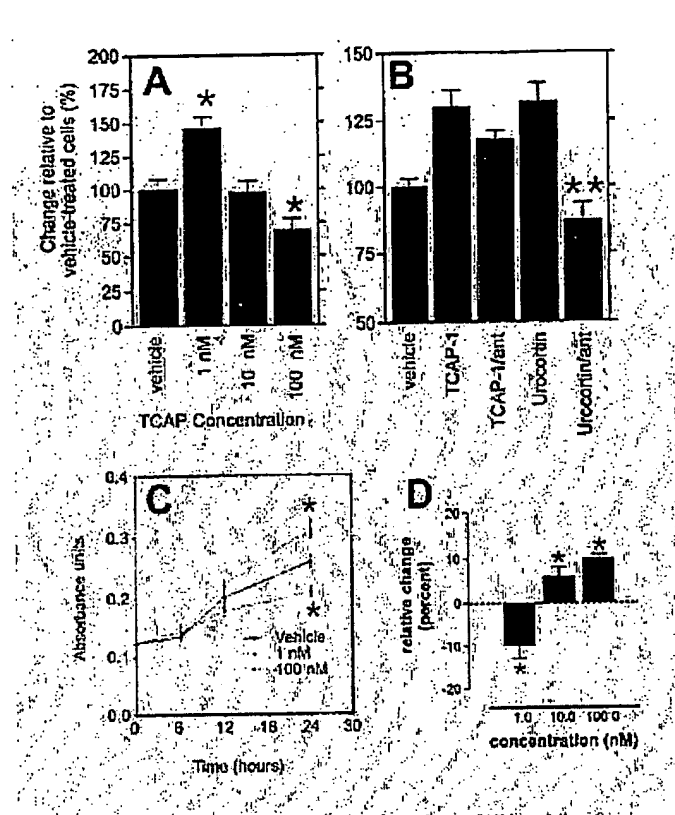 A
Change relative to
vehicle-treated cells (%)
200
175
150
125
100
75
50
25
0
*
*
vehicle
1 nM
10 nM
100 nM
TCAP Concentration
B
150
125
100
75
50
**
vehicle
TCAP-1
TCAP-1/ant
Urocortin
Urocortin/ant
C
Absorbance units
0.4
0.3
0.2
0.1
0.0
*
*
Vehicle
1 nM
100 nM
0 6 12 18 24 30
Time (hours)
D
relative change
(percent)
20
10
0
-10
-20
*
*
*
1.0 10.0 100.0
concentration (nM)